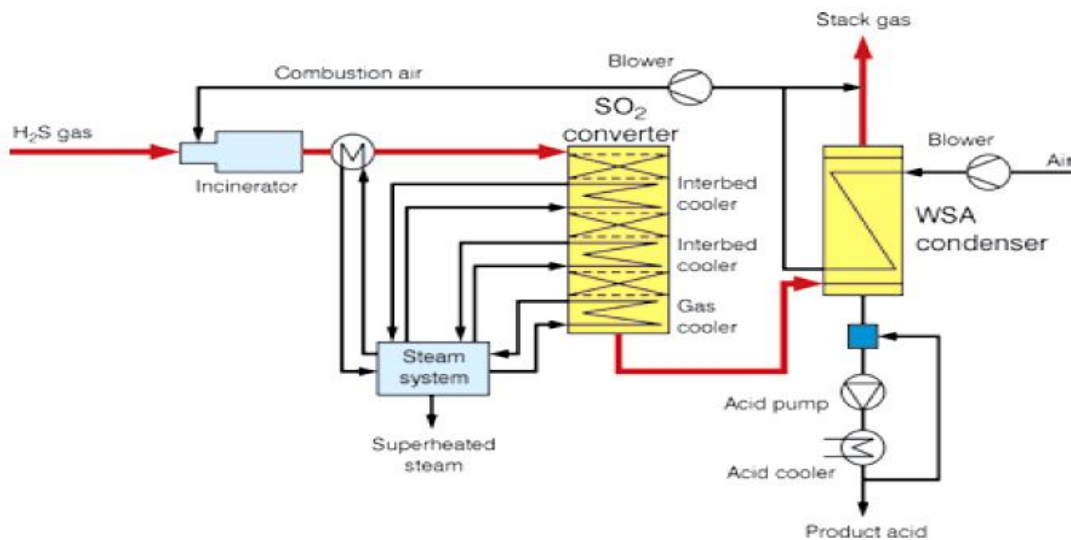 Stack gas
Combustion air
Blower
SO2
converter
H2S gas
Blower
Air
Incinerator
Interbed
cooler
WSA
condenser
Interbed
cooler
Gas
cooler
Steam
system
Acid pump
Superheated
steam
Acid cooler
Product acid